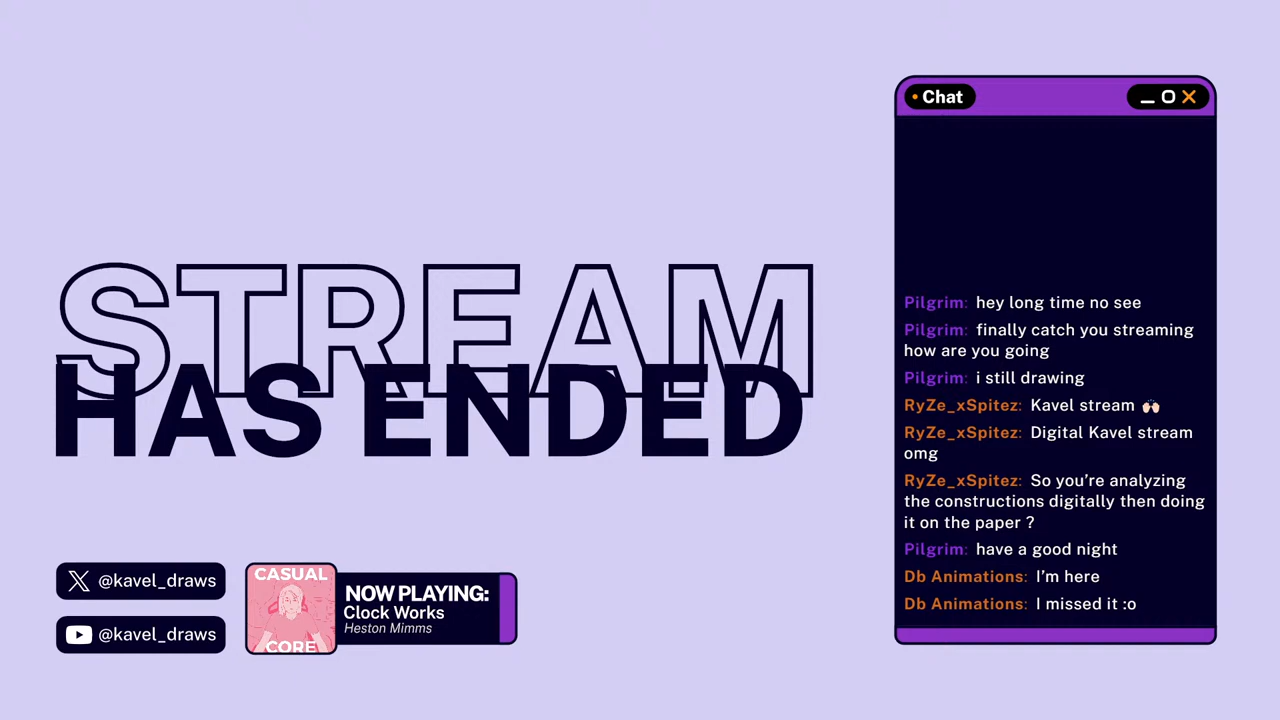 STREAM
HAS ENDED
@kavel_draws
@kavel_draws
CASUAL
CORE
NOW PLAYING:
Clock Works
Heston Mimms
• Chat
Pilgrim: hey long time no see
Pilgrim: finally catch you streaming
how are you going
Pilgrim: i still drawing
RyZe_xSpitez: Kavel stream 🙌🏻
RyZe_xSpitez: Digital Kavel stream
omg
RyZe_xSpitez: So you’re analyzing
the constructions digitally then doing
it on the paper ?
Pilgrim: have a good night
Db Animations: I’m here
Db Animations: I missed it :o